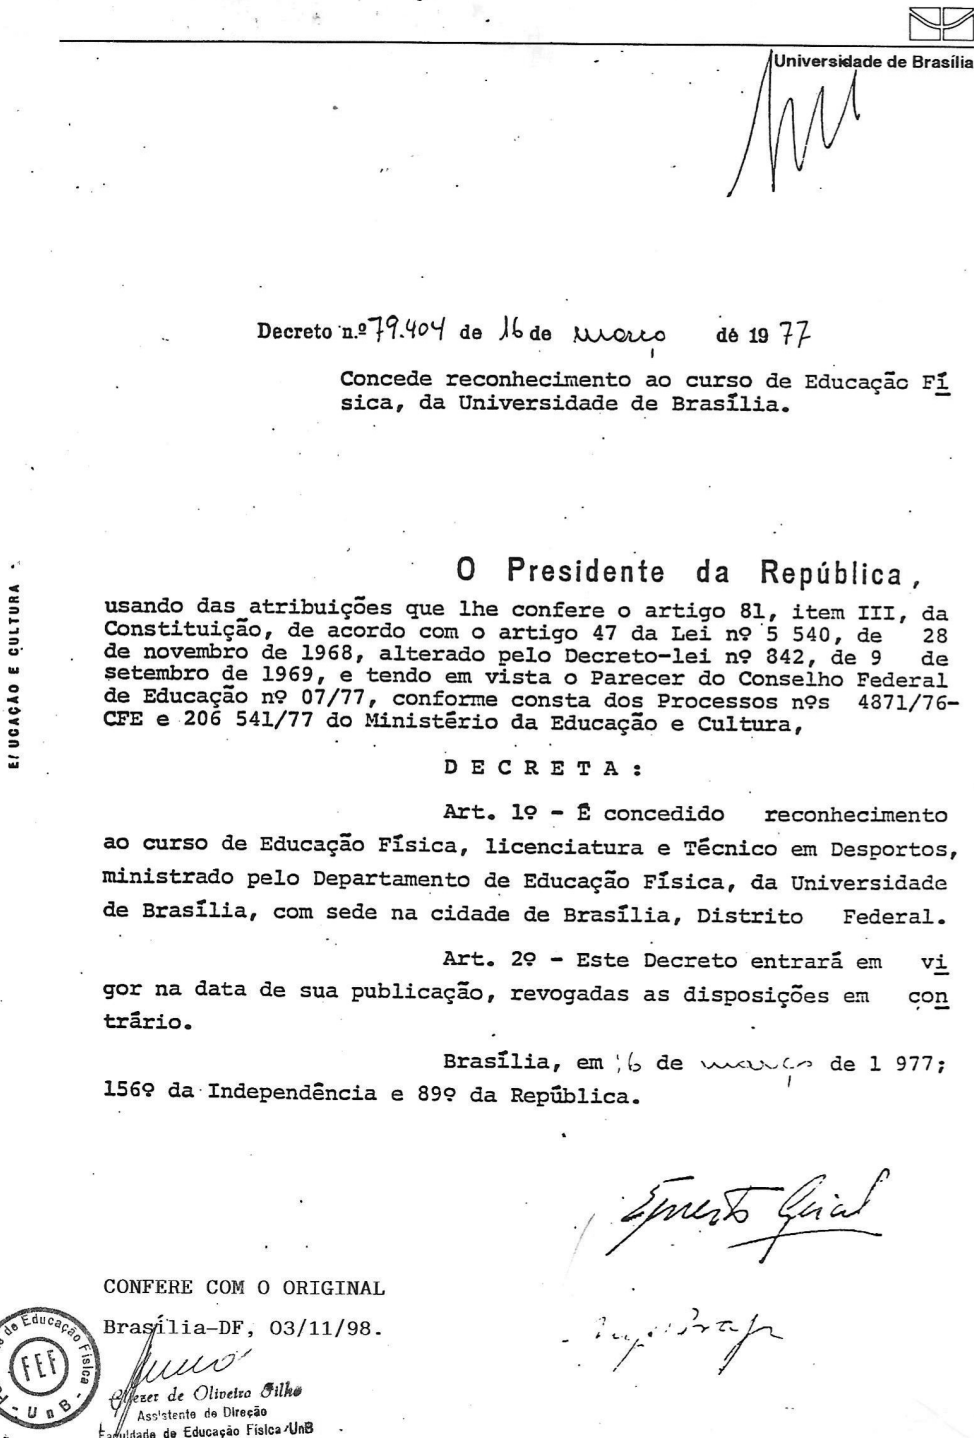 Universidade de Brasília
Decreto n.º 79.404 de 16 de março de 1977
Concede reconhecimento ao curso de Educação Fí
sica, da Universidade de Brasília.
O Presidente da República,
usando das atribuições que lhe confere o artigo 81, item III, da
Constituição, de acordo com o artigo 47 da Lei nº 5 540, de 28
de novembro de 1968, alterado pelo Decreto-lei nº 842, de 9 de
setembro de 1969, e tendo em vista o Parecer do Conselho Federal
de Educação nº 07/77, conforme consta dos Processos nºs 4871/76-
CFE e 206 541/77 do Ministério da Educação e Cultura,
D E C R E T A :
Art. 1º - É concedido reconhecimento
ao curso de Educação Física, licenciatura e Técnico em Desportos,
ministrado pelo Departamento de Educação Física, da Universidade
de Brasília, com sede na cidade de Brasília, Distrito Federal.
Art. 2º - Este Decreto entrará em vi
gor na data de sua publicação, revogadas as disposições em con
trário.
Brasília, em 16 de março de 1 977;
156º da Independência e 89º da República.
Ernesto Geisel
CONFERE COM O ORIGINAL
Brasília-DF, 03/11/98.
de Oliveira Filho
Assistente de Direção
Faculdade de Educação Física/UnB
de Educação Física
FEF
- UnB -
EDUCAÇÃO E CULTURA